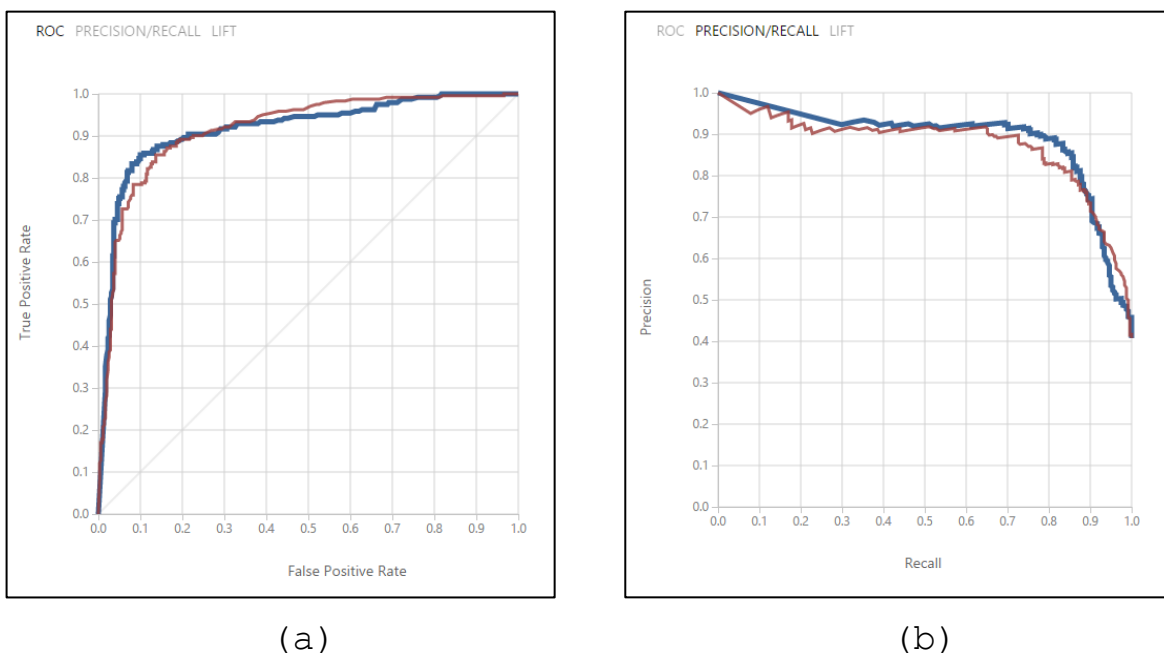 ROC PRECISION/RECALL LIFT
1.0
0.9
0.8
0.7
0.6
0.5
0.4
0.3
0.2
0.1
0.0
True Positive Rate
0.0 0.1 0.2 0.3 0.4 0.5 0.6 0.7 0.8 0.9 1.0
False Positive Rate
(a)
ROC PRECISION/RECALL LIFT
1.0
0.9
0.8
0.7
0.6
0.5
0.4
0.3
0.2
0.1
0.0
Precision
0.0 0.1 0.2 0.3 0.4 0.5 0.6 0.7 0.8 0.9 1.0
Recall
(b)